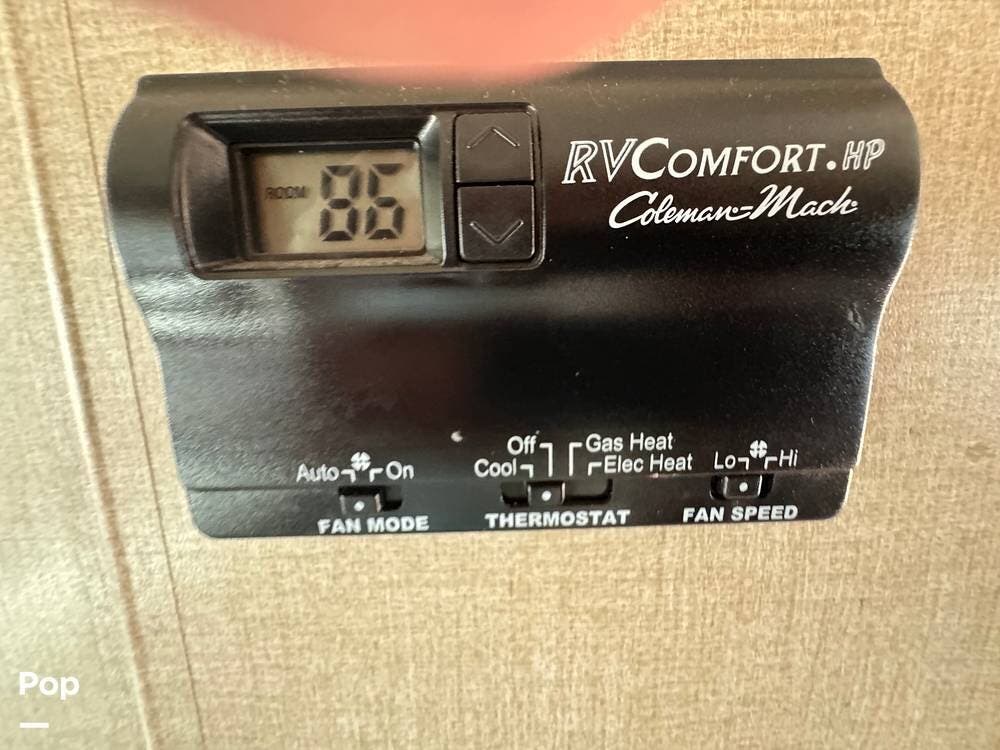 ROOM 86
RVCOMFORT.HP
Coleman-Mach
Off Gas Heat
Auto On Cool Elec Heat Lo Hi
FAN MODE THERMOSTAT FAN SPEED
Pop